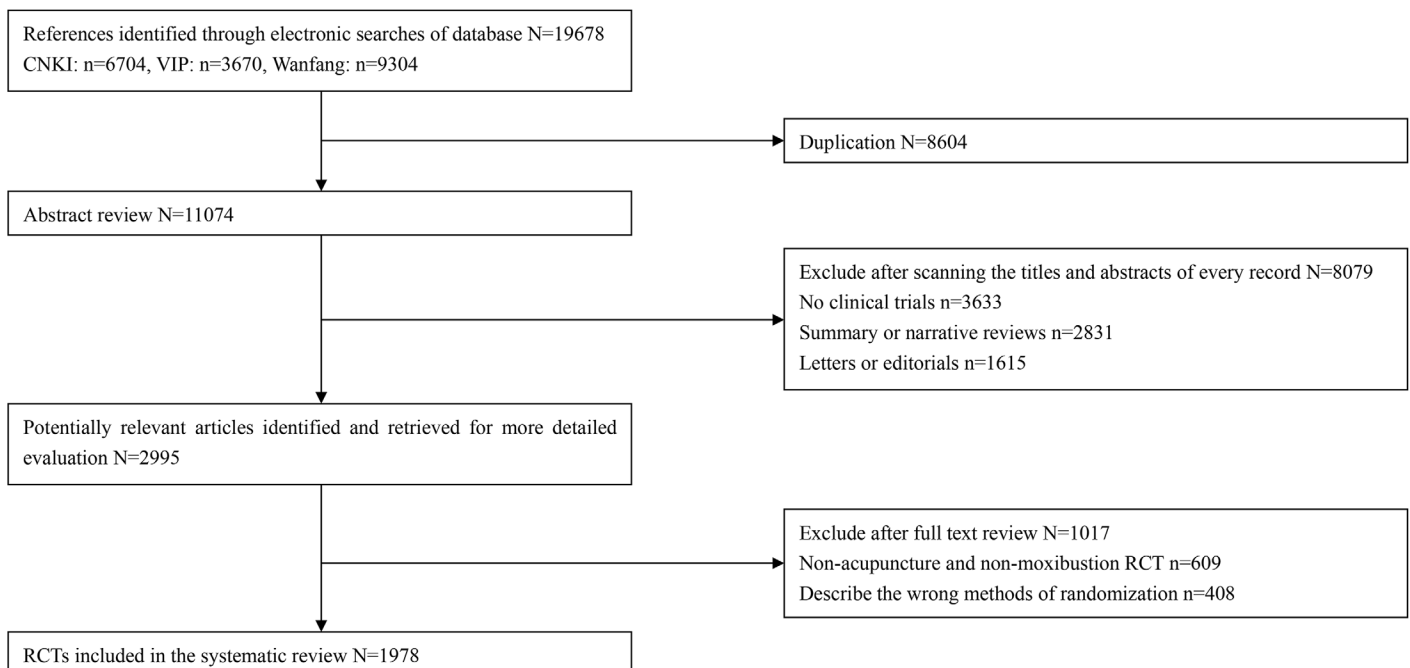 References identified through electronic searches of database N=19678
CNKI: n=6704, VIP: n=3670, Wanfang: n=9304
Duplication N=8604
Abstract review N=11074
Exclude after scanning the titles and abstracts of every record N=8079
No clinical trials n=3633
Summary or narrative reviews n=2831
Letters or editorials n=1615
Potentially relevant articles identified and retrieved for more detailed
evaluation N=2995
Exclude after full text review N=1017
Non-acupuncture and non-moxibustion RCT n=609
Describe the wrong methods of randomization n=408
RCTs included in the systematic review N=1978